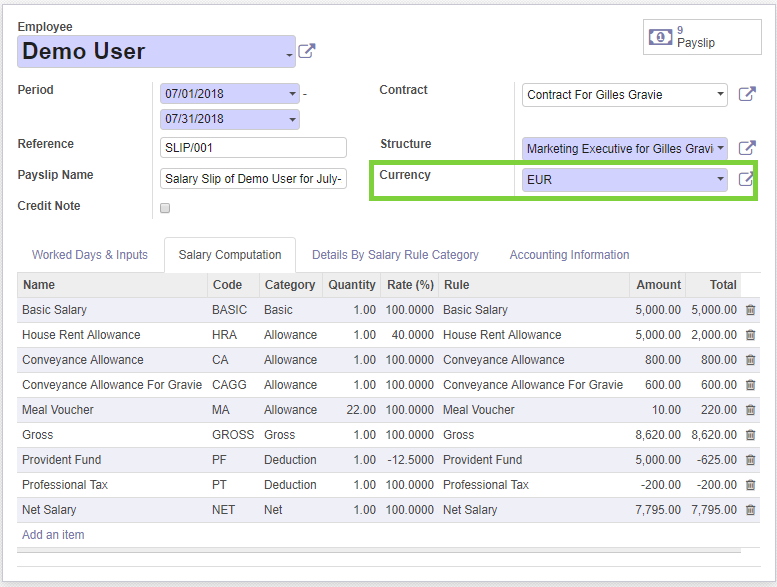 Employee
Demo User
9
Payslip
Period 07/01/2018 - Contract Contract For Gilles Gravie
07/31/2018
Reference SLIP/001 Structure Marketing Executive for Gilles Gravi
Payslip Name Salary Slip of Demo User for July- Currency EUR
Credit Note
Worked Days & Inputs Salary Computation Details By Salary Rule Category Accounting Information
Name Code Category Quantity Rate (%) Rule Amount Total
Basic Salary BASIC Basic 1.00 100.0000 Basic Salary 5,000.00 5,000.00
House Rent Allowance HRA Allowance 1.00 40.0000 House Rent Allowance 5,000.00 2,000.00
Conveyance Allowance CA Allowance 1.00 100.0000 Conveyance Allowance 800.00 800.00
Conveyance Allowance For Gravie CAGG Allowance 1.00 100.0000 Conveyance Allowance For Gravie 600.00 600.00
Meal Voucher MA Allowance 22.00 100.0000 Meal Voucher 10.00 220.00
Gross GROSS Gross 1.00 100.0000 Gross 8,620.00 8,620.00
Provident Fund PF Deduction 1.00 -12.5000 Provident Fund 5,000.00 -625.00
Professional Tax PT Deduction 1.00 100.0000 Professional Tax -200.00 -200.00
Net Salary NET Net 1.00 100.0000 Net Salary 7,795.00 7,795.00
Add an item